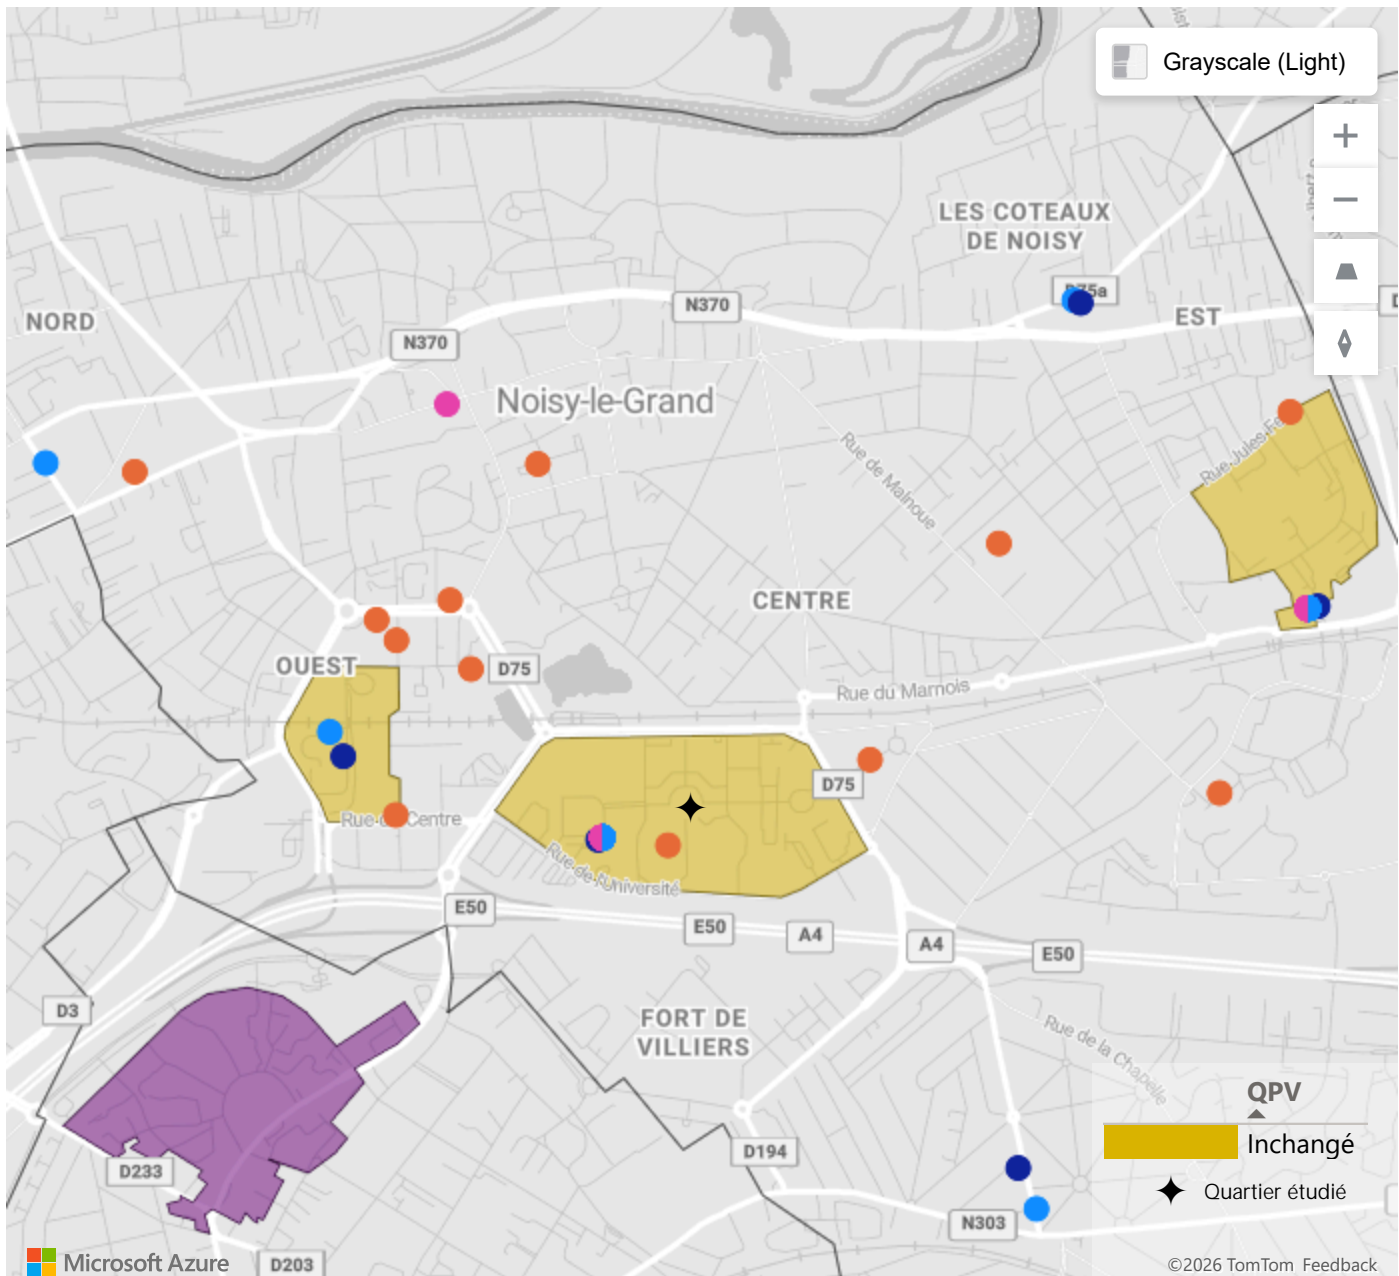 Grayscale (Light)
LES COTEAUX
DE NOISY
NORD
N370
N370
EST
Noisy-le-Grand
Rue de Malnoue
CENTRE
OUEST
D75
Rue du Marnois
D75
Rue de l'Université
E50
E50
A4
A4
E50
D3
FORT DE
VILLIERS
Rue de la Chapelle
QPV
Inchangé
Quartier étudié
D194
D233
N303
D203
Microsoft Azure
©2026 TomTom Feedback